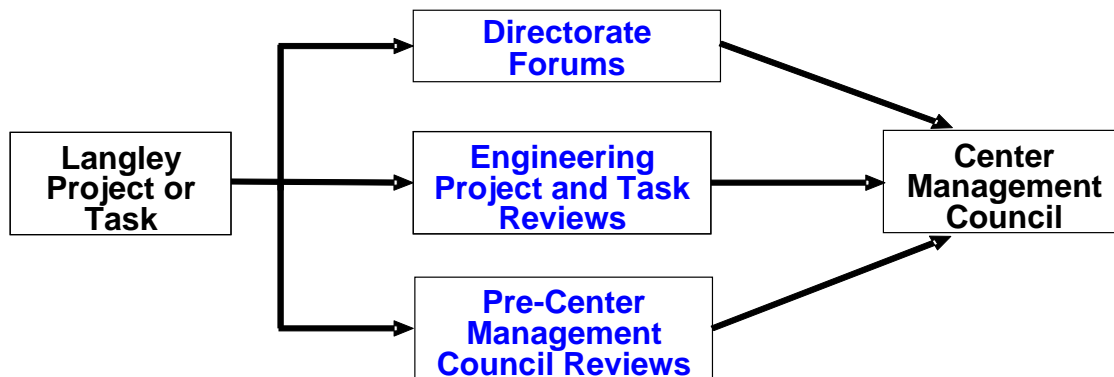 Directorate
Forums
Langley
Project or
Task
Engineering
Project and Task
Reviews
Center
Management
Council
Pre-Center
Management
Council Reviews